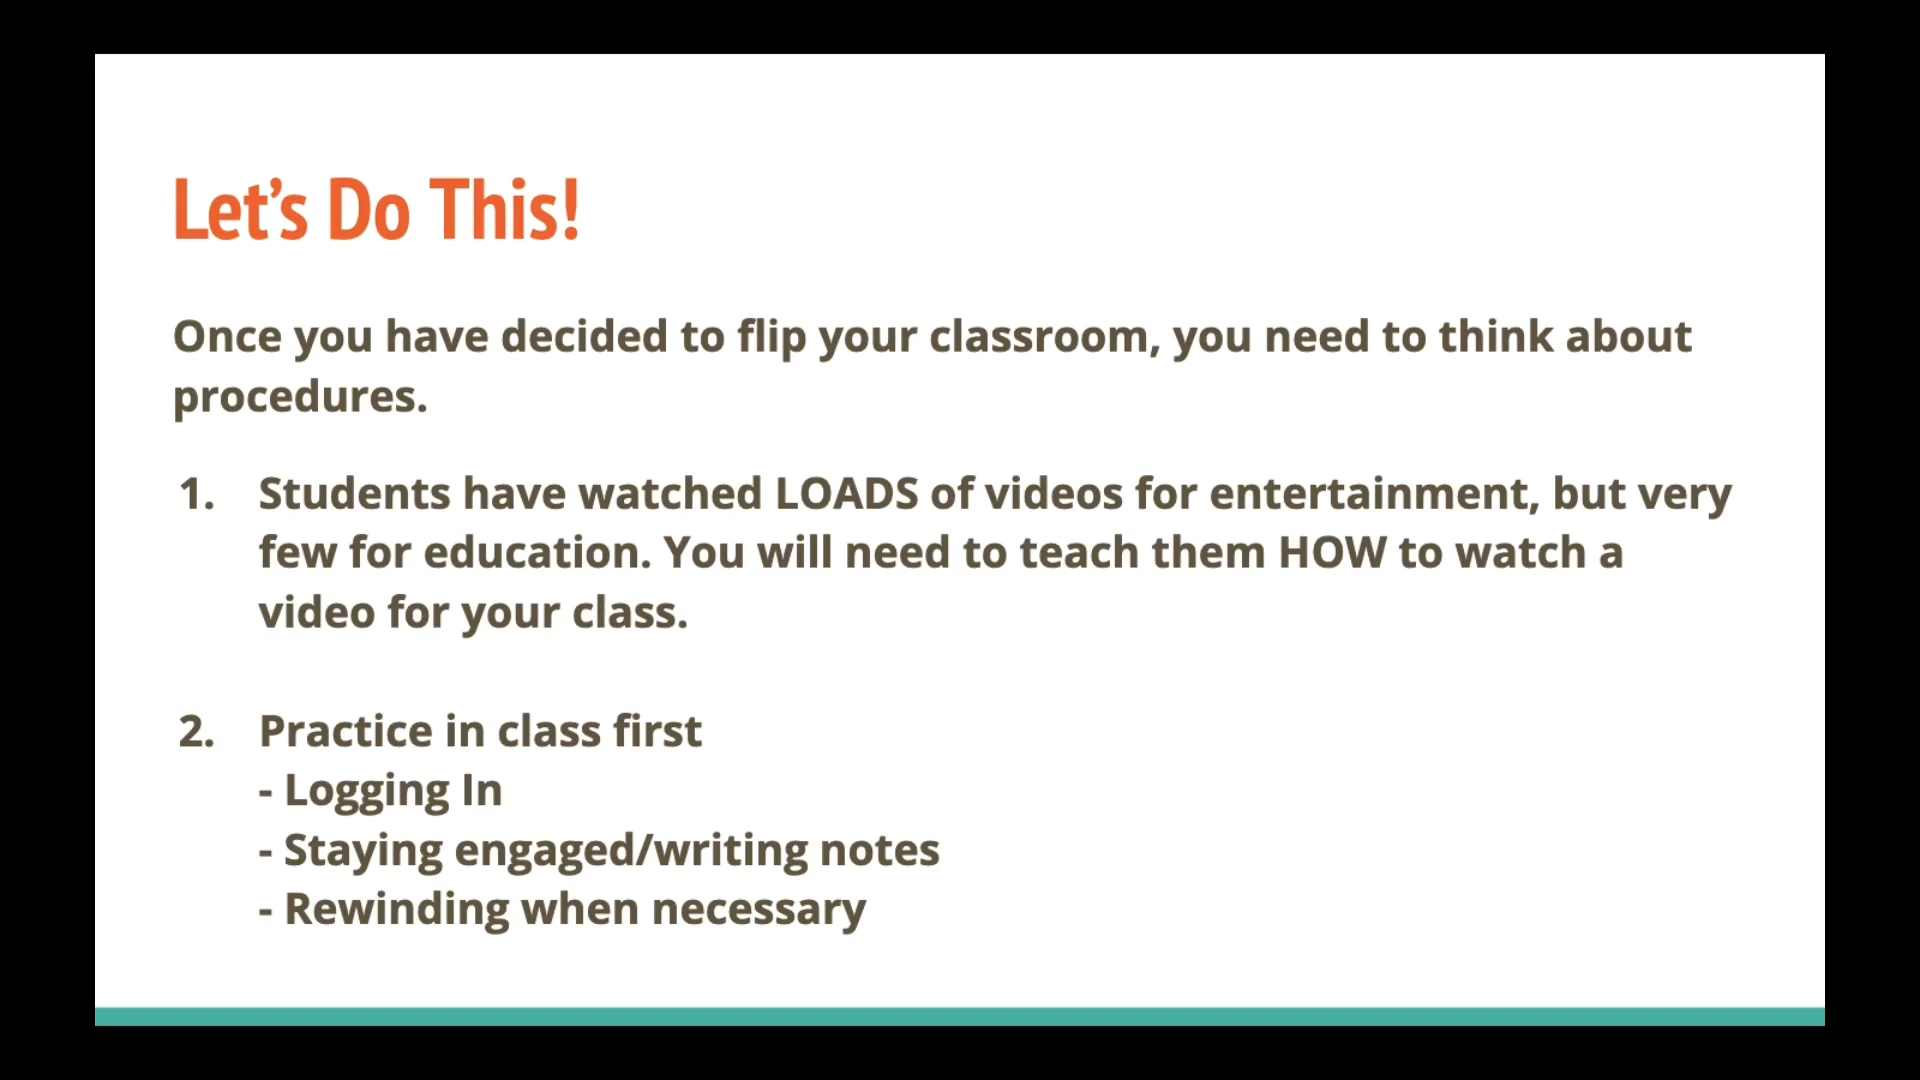 Let’s Do This!
Once you have decided to flip your classroom, you need to think about
procedures.
1. Students have watched LOADS of videos for entertainment, but very
few for education. You will need to teach them HOW to watch a
video for your class.
2. Practice in class first
- Logging In
- Staying engaged/writing notes
- Rewinding when necessary